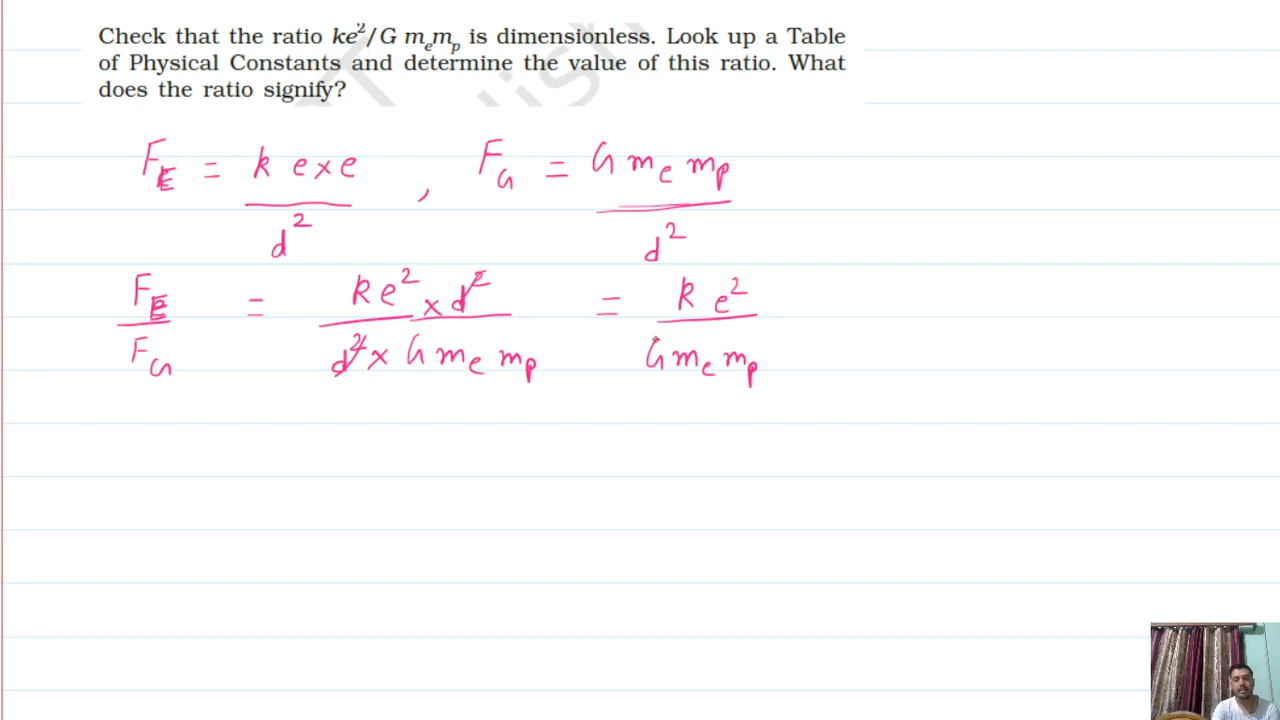 Check that the ratio ke²/G mₑmₚ is dimensionless. Look up a Table
of Physical Constants and determine the value of this ratio. What
does the ratio signify?
F_E = k e×e / d² , F_G = G mₑ mₚ / d²
F_E / F_G = k e² × d² / d² × G mₑ mₚ = k e² / G mₑ mₚ